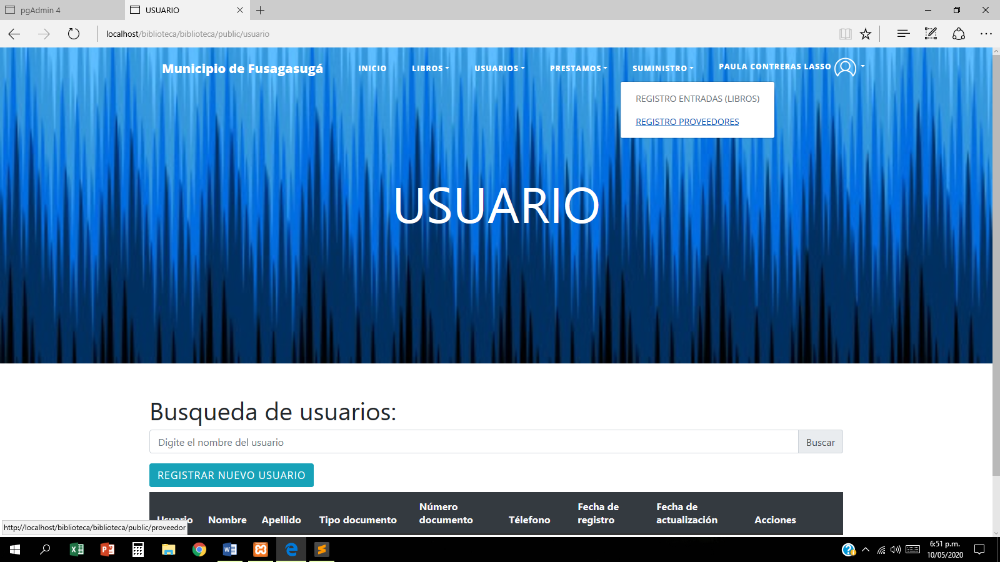 pgAdmin 4
USUARIO
localhost/biblioteca/biblioteca/public/usuario
Municipio de Fusagasugá
INICIO
LIBROS
USUARIOS
PRESTAMOS
SUMINISTRO
PAULA CONTRERAS LASSO
REGISTRO ENTRADAS (LIBROS)
REGISTRO PROVEEDORES
USUARIO
Busqueda de usuarios:
Digite el nombre del usuario
Buscar
REGISTRAR NUEVO USUARIO
Usuario
Nombre
Apellido
Tipo documento
Número
documento
Télefono
Fecha de
registro
Fecha de
actualización
Acciones
http://localhost/biblioteca/biblioteca/public/proveedor
6:51 p.m.
10/05/2020